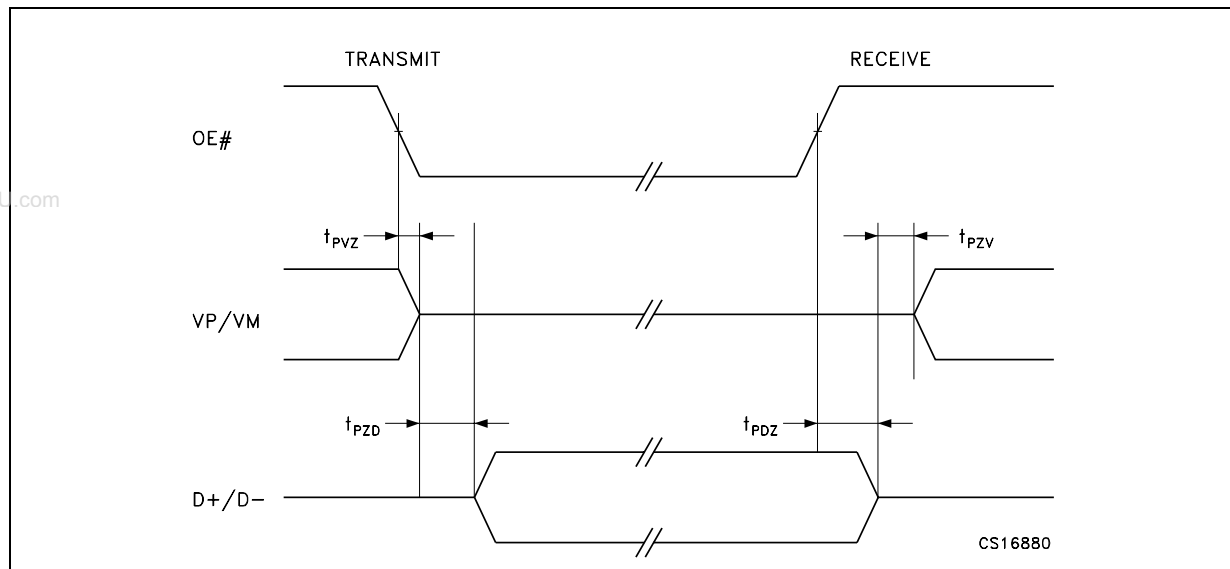 TRANSMIT
RECEIVE
OE#
U.com
tPVZ
tPZV
VP/VM
tPZD
tPDZ
D+/D-
CS16880